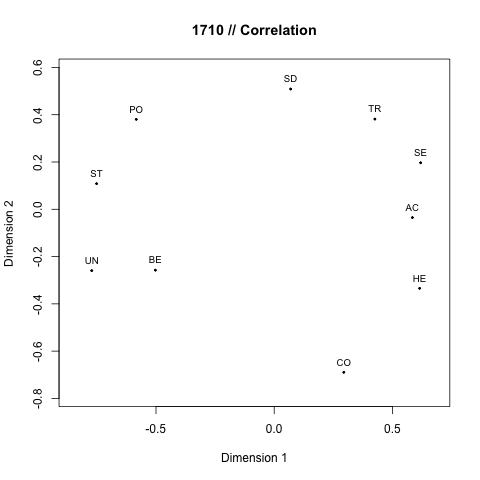 1710 // Correlation
0.6
0.4
0.2
0.0
-0.2
-0.4
-0.6
-0.8
Dimension 2
SD
PO
TR
SE
ST
AC
UN
BE
HE
CO
-0.5 0.0 0.5
Dimension 1